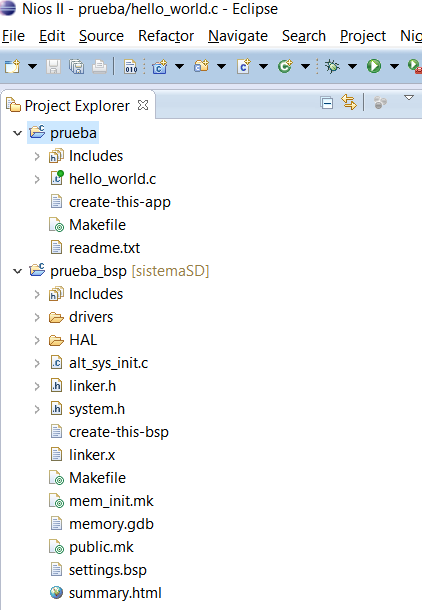 Nios II - prueba/hello_world.c - Eclipse
File Edit Source Refactor Navigate Search Project
Project Explorer
prueba
Includes
hello_world.c
create-this-app
Makefile
readme.txt
prueba_bsp [sistemaSD]
Includes
drivers
HAL
alt_sys_init.c
linker.h
system.h
create-this-bsp
linker.x
Makefile
mem_init.mk
memory.gdb
public.mk
settings.bsp
summary.html